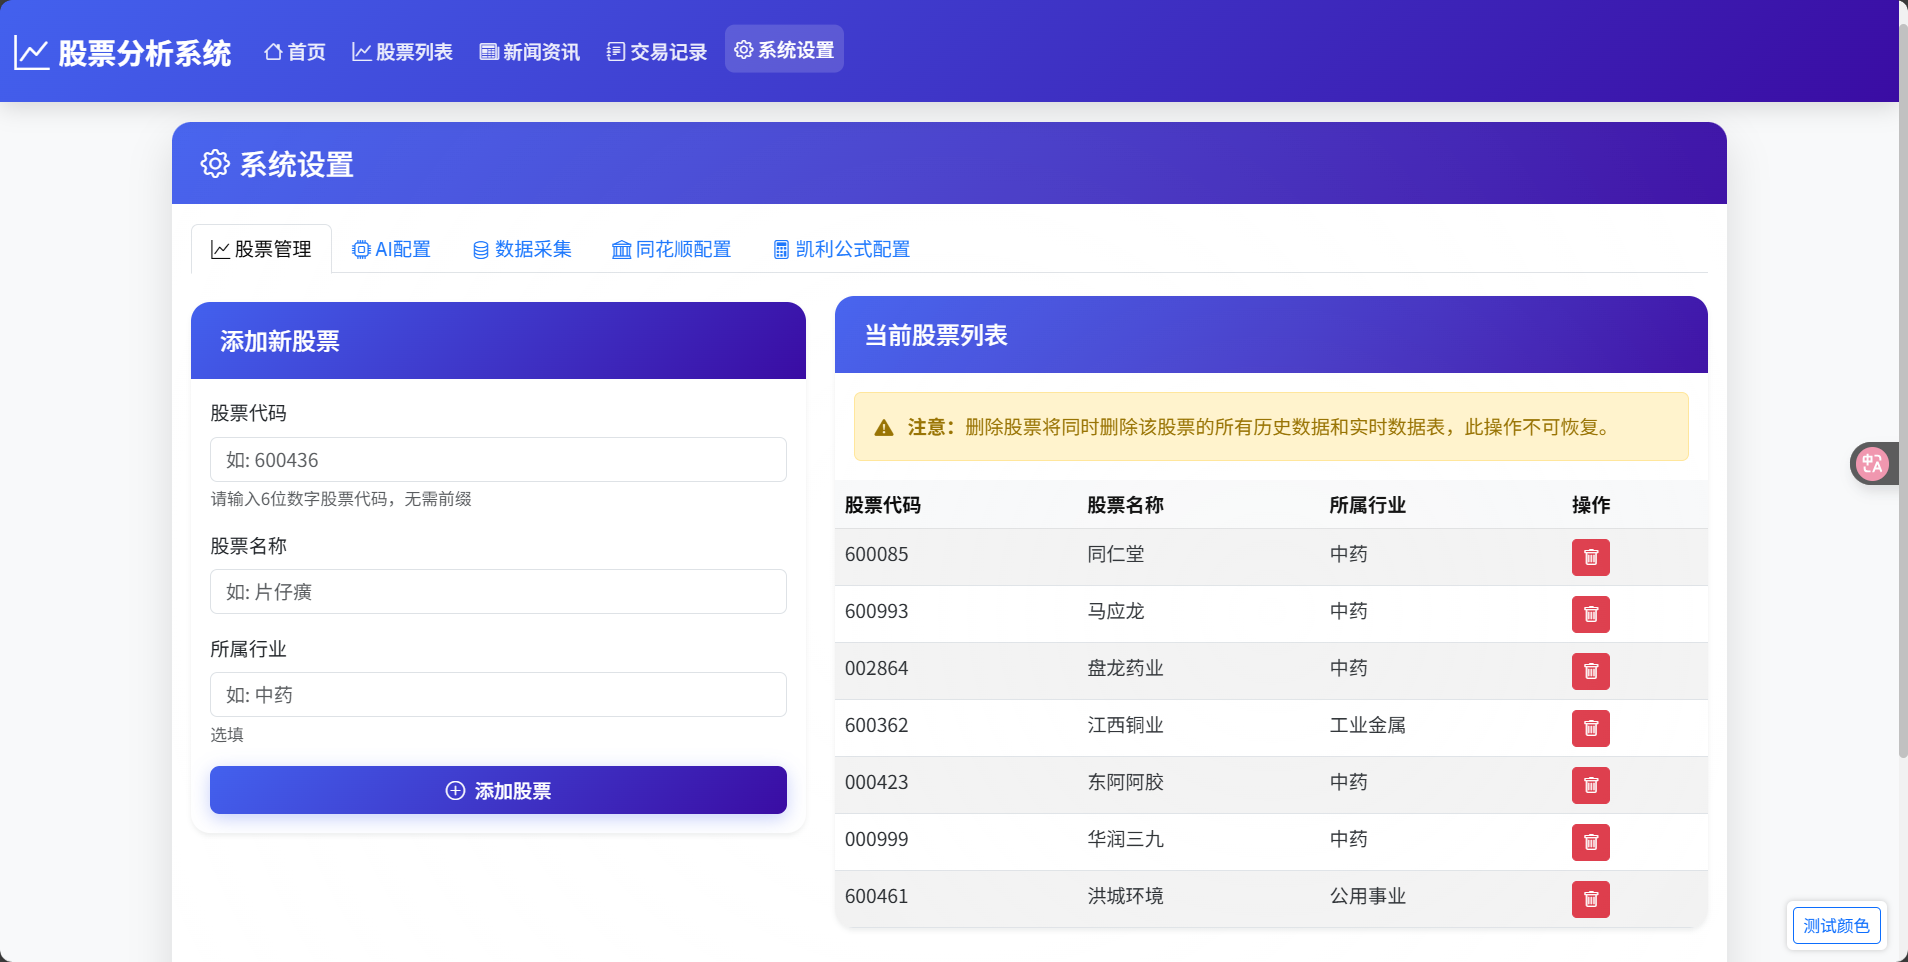 股票分析系统 首页 股票列表 新闻资讯 交易记录 系统设置
系统设置
股票管理 AI配置 数据采集 同花顺配置 凯利公式配置
添加新股票
股票代码
如: 600436
请输入6位数字股票代码，无需前缀
股票名称
如: 片仔癀
所属行业
如: 中药
选填
添加股票
当前股票列表
注意：删除股票将同时删除该股票的所有历史数据和实时数据表，此操作不可恢复。
股票代码 股票名称 所属行业 操作
600085 同仁堂 中药
600993 马应龙 中药
002864 盘龙药业 中药
600362 江西铜业 工业金属
000423 东阿阿胶 中药
000999 华润三九 中药
600461 洪城环境 公用事业
中A
测试颜色